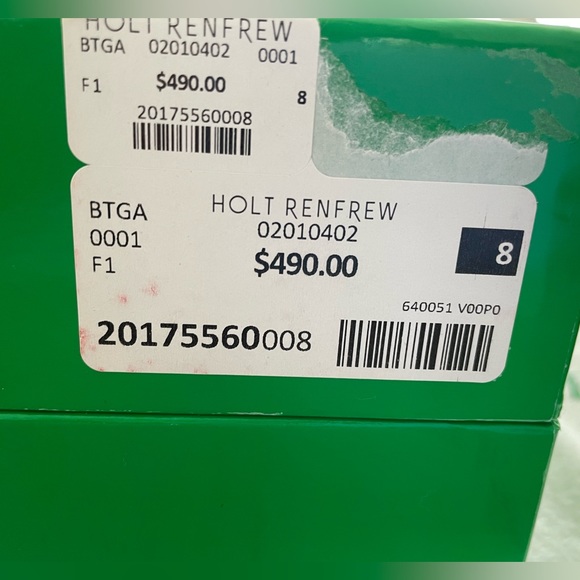 HOLT RENFREW
BTGA 02010402 0001
F1 $490.00 8
20175560008
BTGA HOLT RENFREW
0001 02010402
F1 $490.00 8
640051 V00P0
20175560008